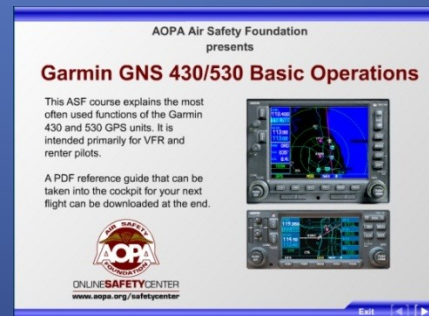 AOPA Air Safety Foundation
presents
Garmin GNS 430/530 Basic Operations
This ASF course explains the most
often used functions of the Garmin
430 and 530 GPS units. It is
intended primarily for VFR and
renter pilots.
A PDF reference guide that can be
taken into the cockpit for your next
flight can be downloaded at the end.
AIR SAFETY
AOPA
FOUNDATION
ONLINESAFETYCENTER
www.aopa.org/safetycenter
Exit